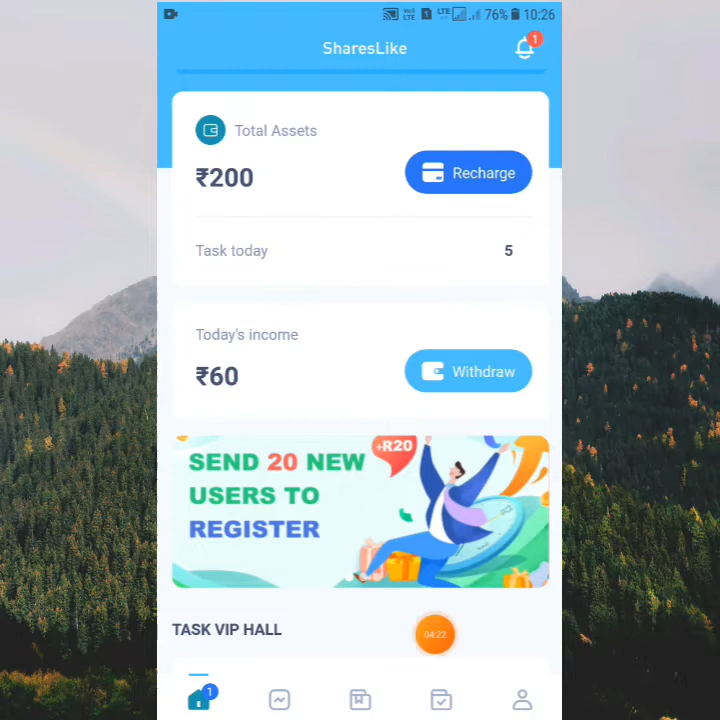 76% 10:26
SharesLike
1
Total Assets
₹200
Recharge
Task today
5
Today's income
₹60
Withdraw
+R20
SEND 20 NEW
USERS TO
REGISTER
TASK VIP HALL
04:22
1